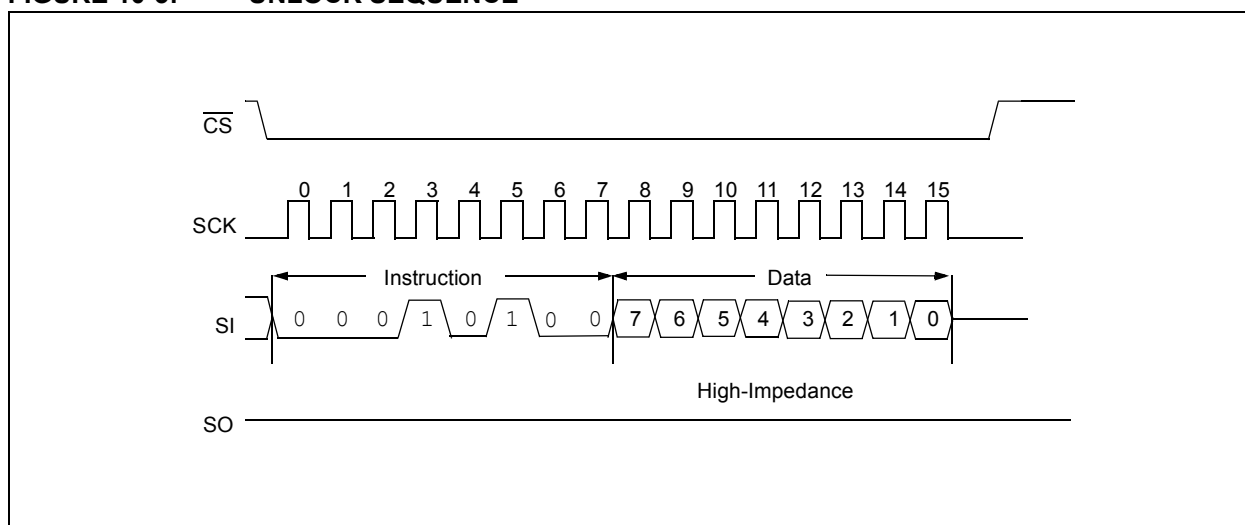 CS
0 1 2 3 4 5 6 7 8 9 10 11 12 13 14 15
SCK
Instruction Data
SI 0 0 0 1 0 1 0 0 7 6 5 4 3 2 1 0
High-Impedance
SO